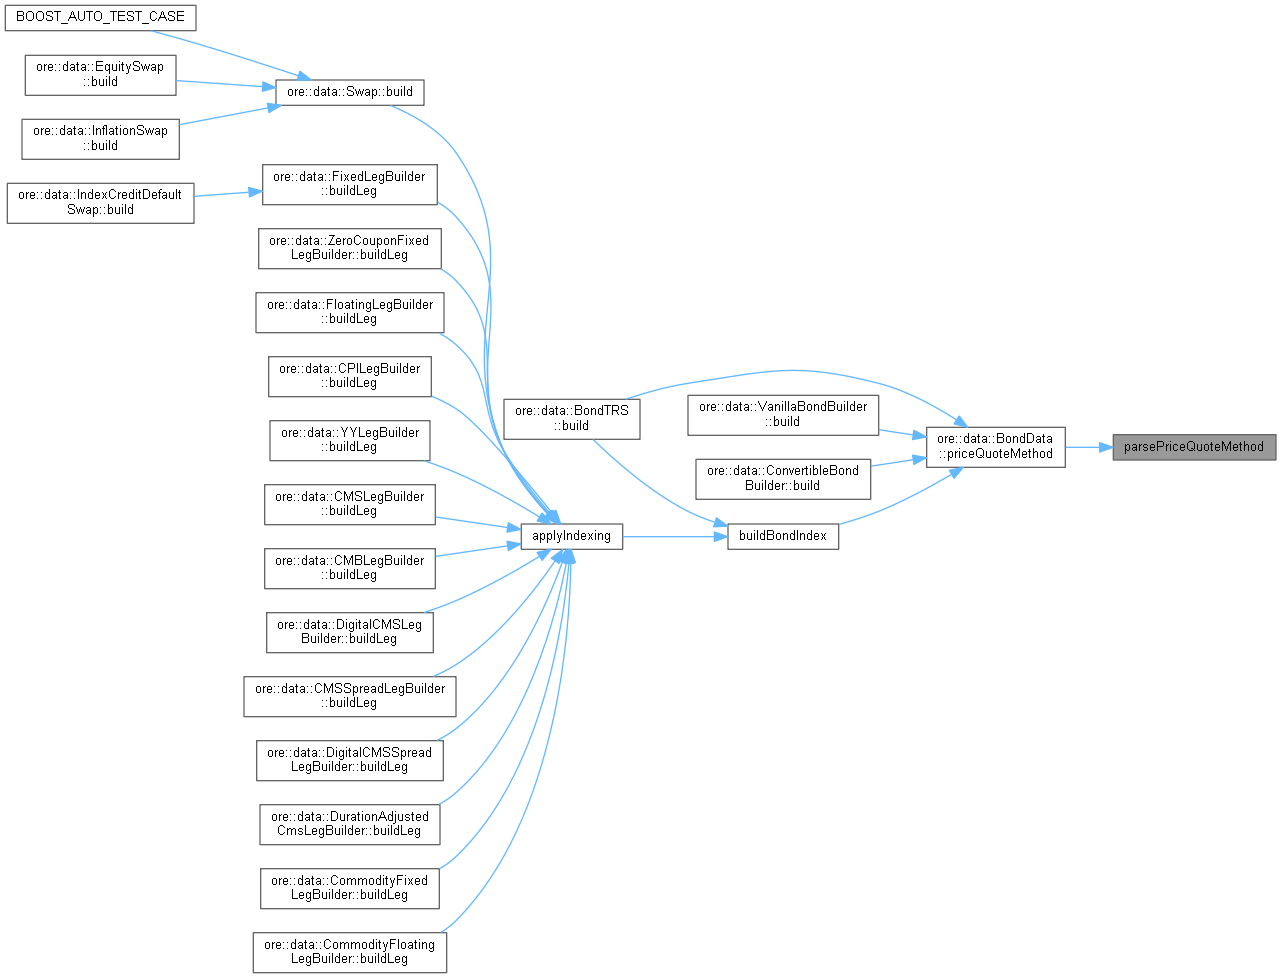 BOOST_AUTO_TEST_CASE
ore::data::EquitySwap
::build
ore::data::Swap::build
ore::data::InflationSwap
::build
ore::data::FixedLegBuilder
::buildLeg
ore::data::IndexCreditDefault
Swap::build
ore::data::ZeroCouponFixed
LegBuilder::buildLeg
ore::data::FloatingLegBuilder
::buildLeg
ore::data::CPILegBuilder
::buildLeg
ore::data::BondTRS
::build
ore::data::VanillaBondBuilder
::build
ore::data::YYLegBuilder
::buildLeg
ore::data::BondData
::priceQuoteMethod
parsePriceQuoteMethod
ore::data::ConvertibleBond
Builder::build
ore::data::CMSLegBuilder
::buildLeg
applyIndexing
buildBondIndex
ore::data::CMBLegBuilder
::buildLeg
ore::data::DigitalCMSLeg
Builder::buildLeg
ore::data::CMSSpreadLegBuilder
::buildLeg
ore::data::DigitalCMSSpread
LegBuilder::buildLeg
ore::data::DurationAdjusted
CmsLegBuilder::buildLeg
ore::data::CommodityFixed
LegBuilder::buildLeg
ore::data::CommodityFloating
LegBuilder::buildLeg